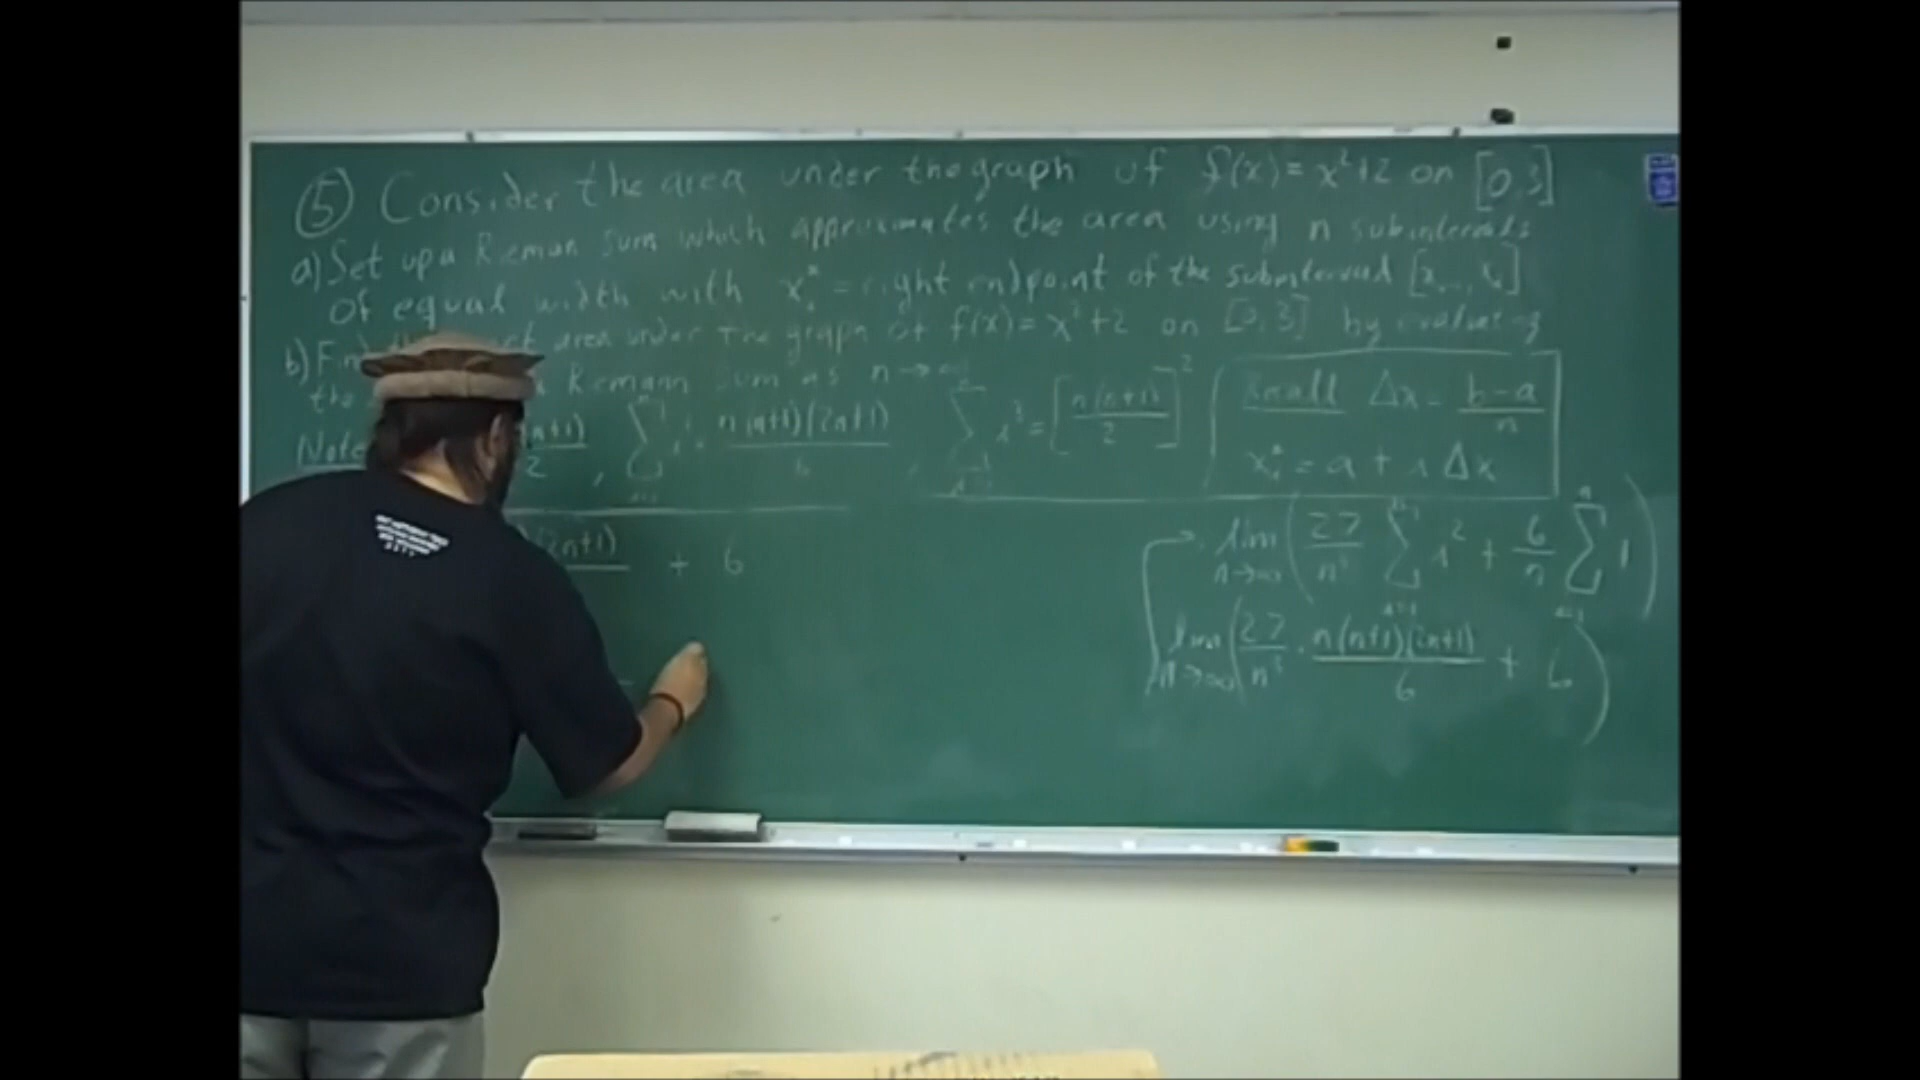 ⑤ Consider the area under the graph of f(x) = x²+2 on [0,3]
a) Set up a Rieman Sum which approximates the area using n subintervals
of equal width with xᵢ* = right endpoint of the subinterval [xᵢ₋₁, xᵢ]
b) Find area under the graph of f(x) = x²+2 on [0,3] by evaluating
the Remann Sum as n→∞
Note (n+1)/2 , Σ i² = n(n+1)(2n+1)/6 , Σ i³ = [n(n+1)/2]²
Recall Δx = (b-a)/n
xᵢ* = a + i Δx
(2n+1) + 6
lim n→∞ (27/n³ Σ i² + 6/n Σ 1)
lim n→∞ (27/n³ · n(n+1)(2n+1)/6 + 6)